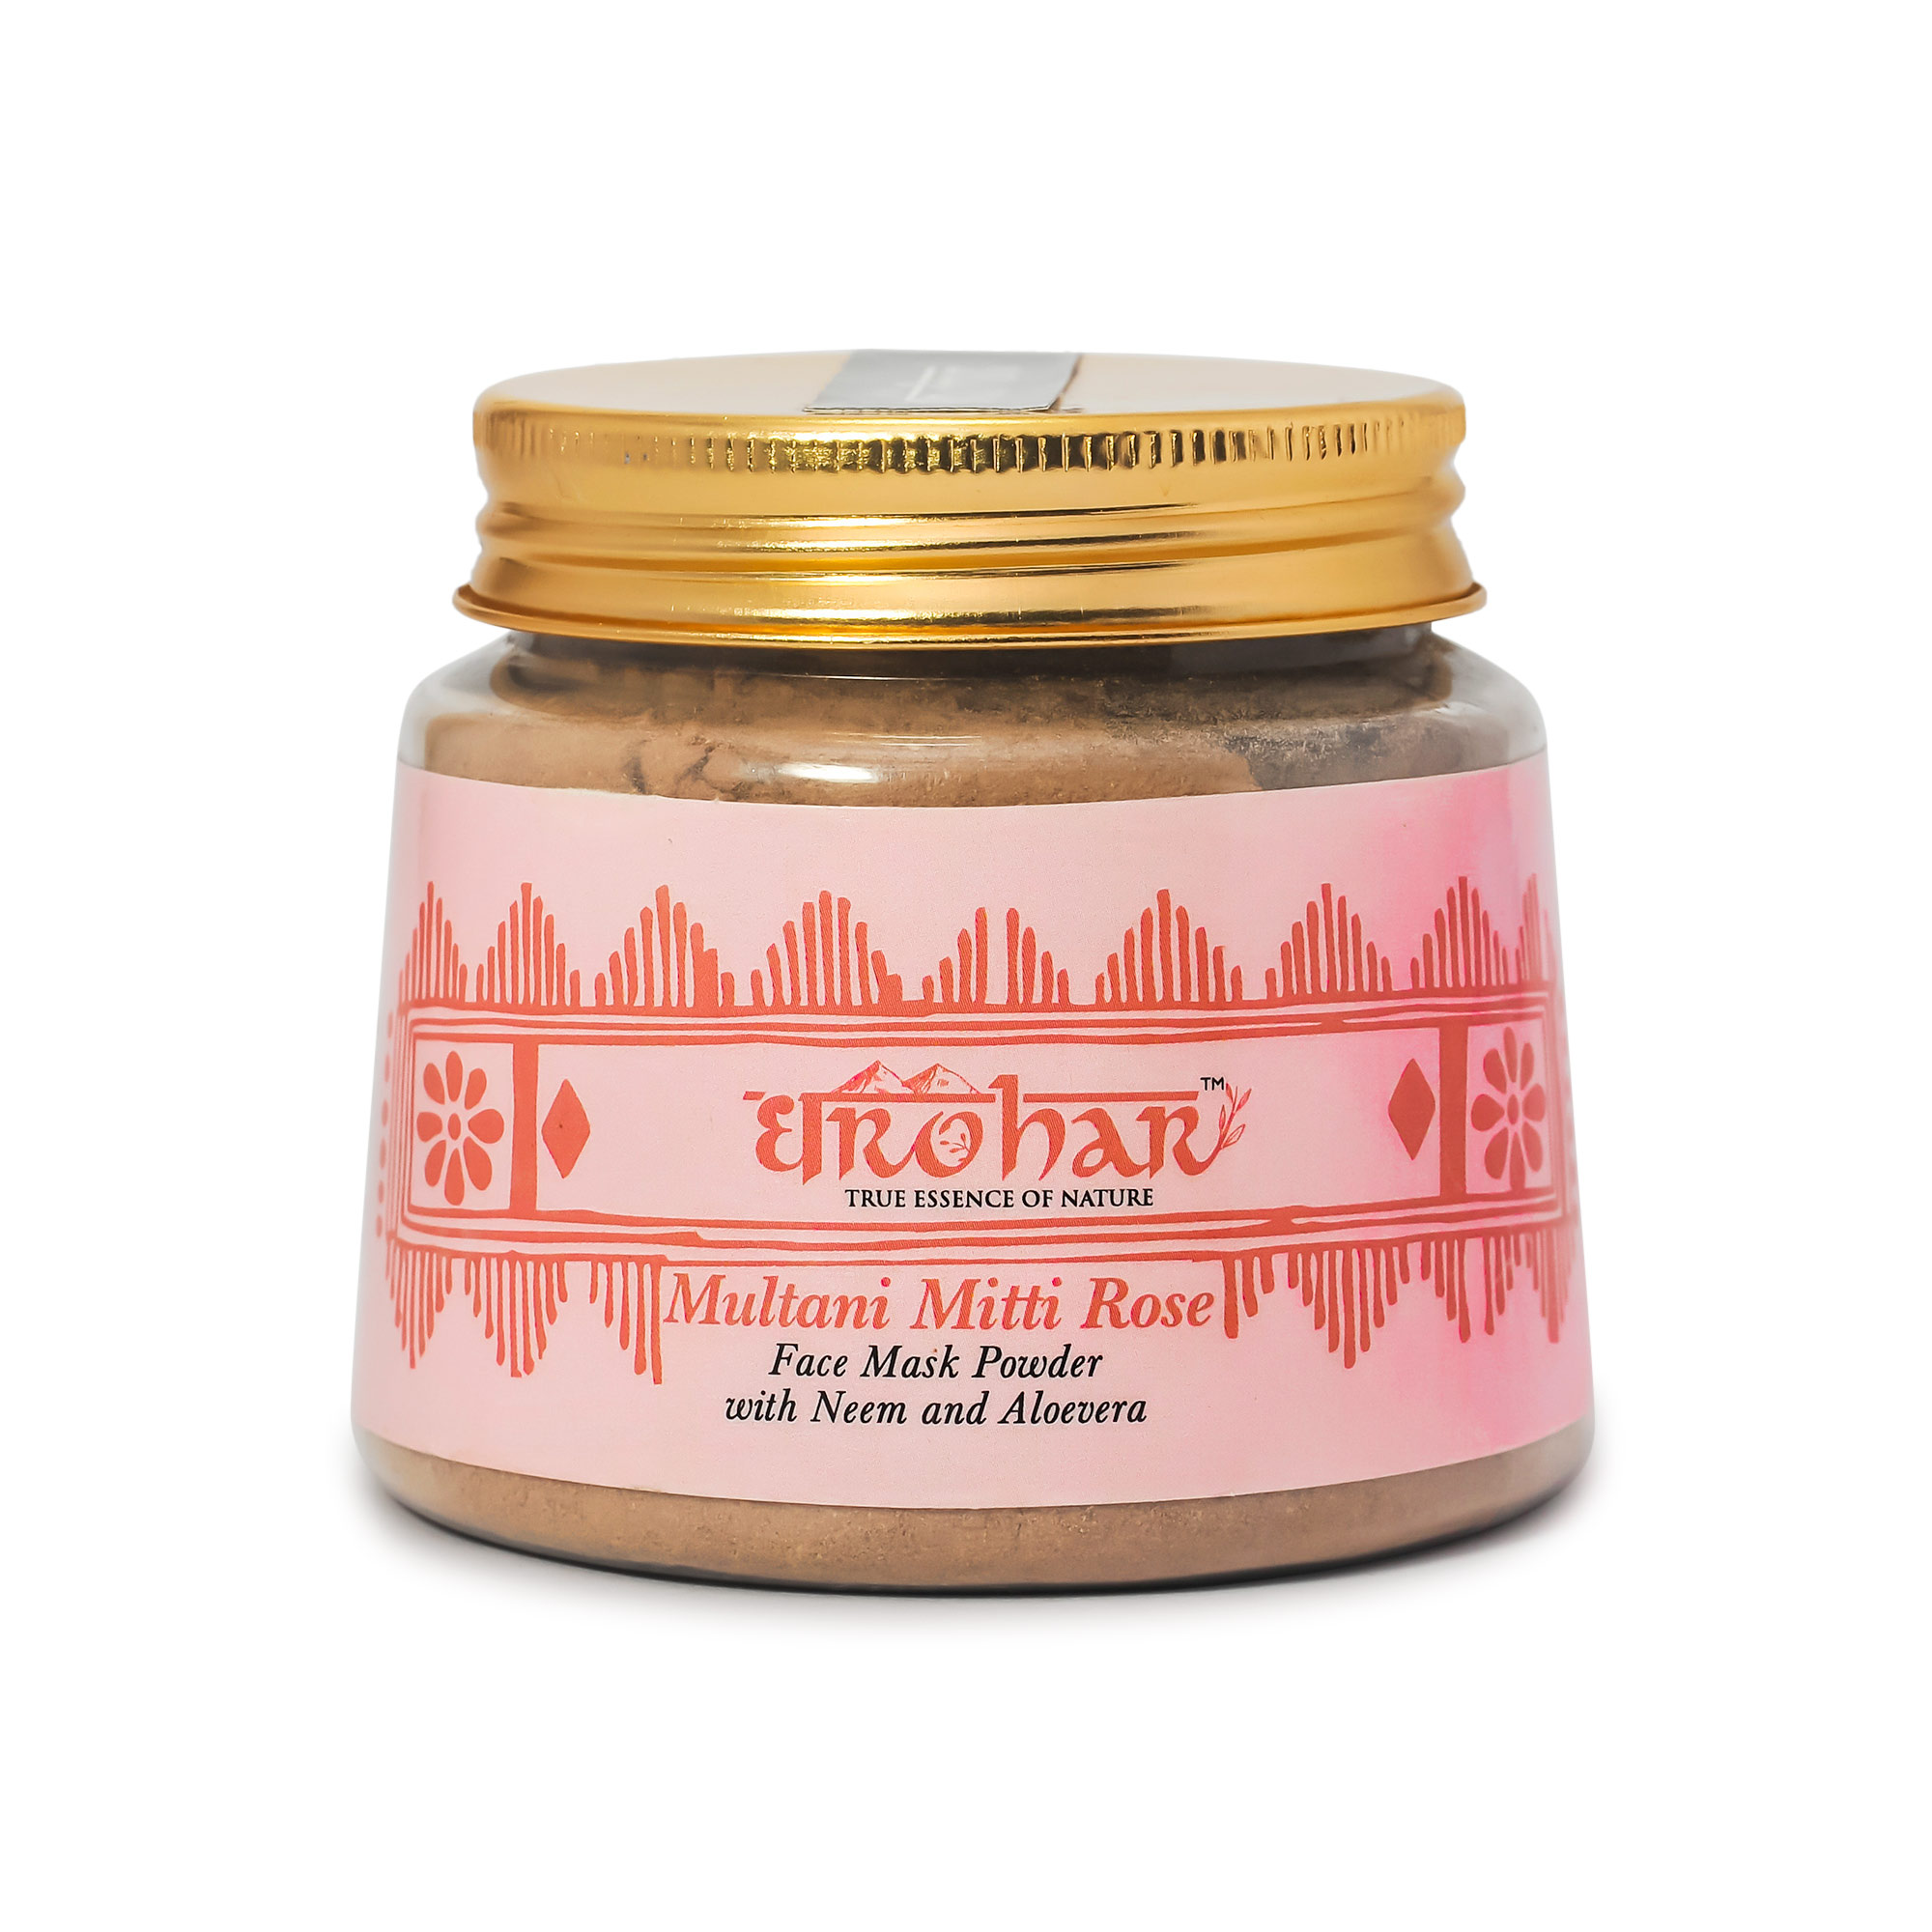 धrohar™
TRUE ESSENCE OF NATURE
Multani Mitti Rose
Face Mask Powder
with Neem and Aloevera